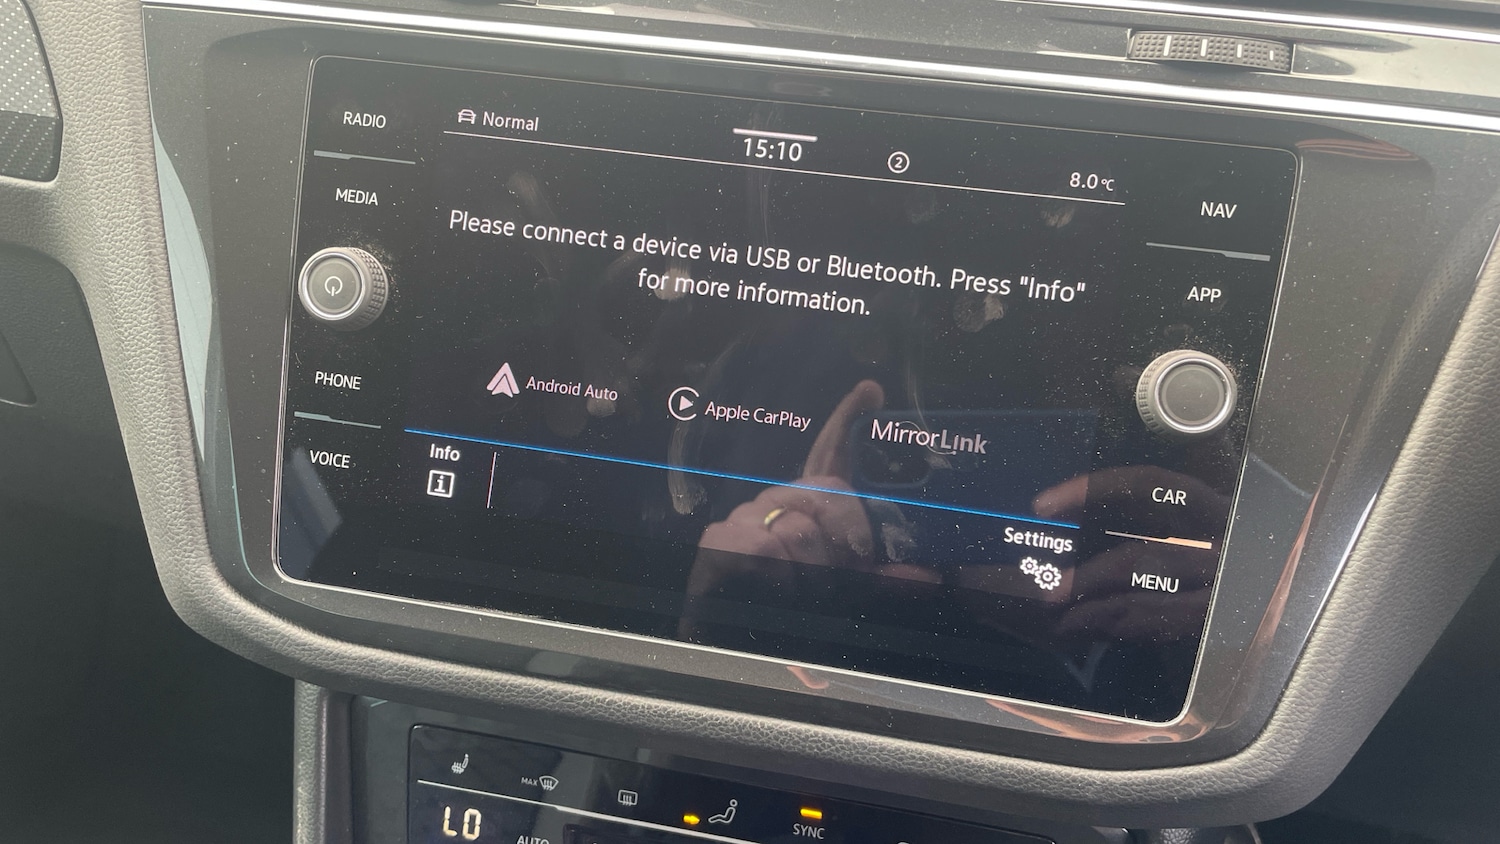 RADIO
MEDIA
PHONE
VOICE
Normal
15:10
2
8.0°C
Please connect a device via USB or Bluetooth. Press "Info"
for more information.
Android Auto
Apple CarPlay
MirrorLink
Info
i
Settings
NAV
APP
CAR
MENU
MAX
LO
AUTO
SYNC